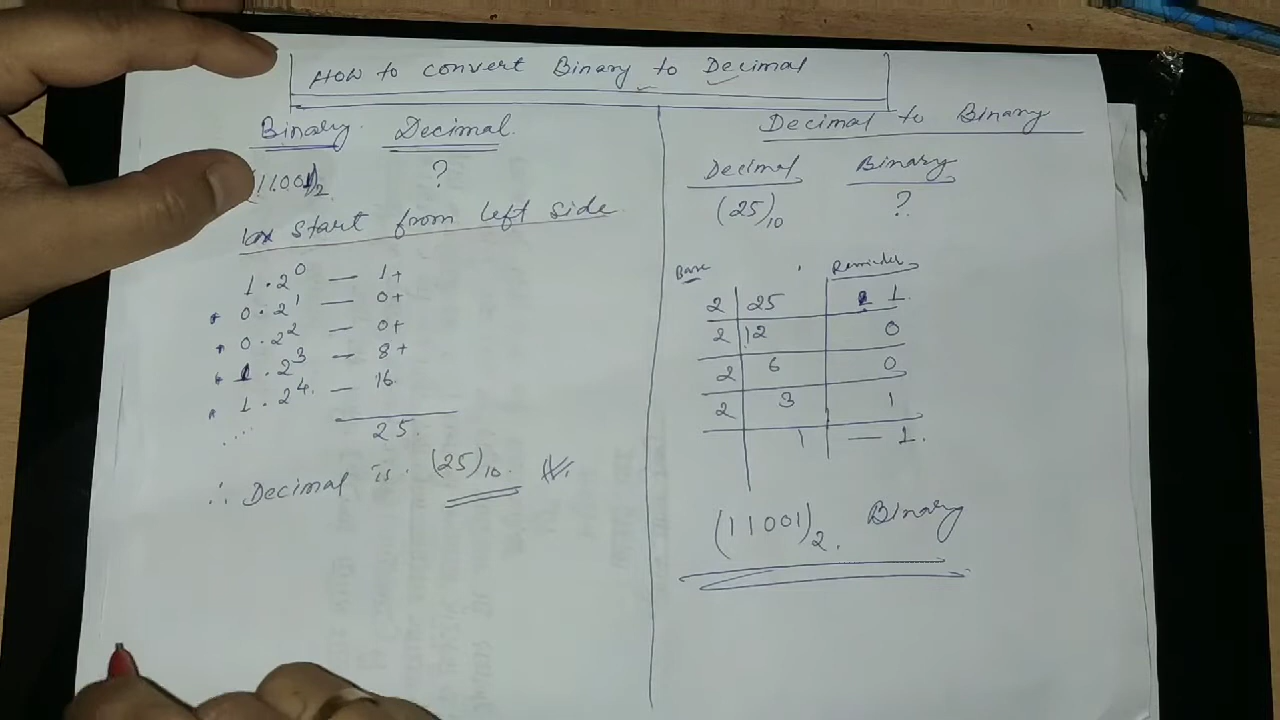 How to convert Binary to Decimal
Binary Decimal.
(11001)2 ?
Start from left side
1 . 2^0 — 1 +
* 0 . 2^1 — 0 +
* 0 . 2^2 — 0 +
* 1 . 2^3 — 8 +
* 1 . 2^4. — 16.
.... 25.
∴ Decimal is . (25)10.
Decimal to Binary
Decimal Binary
(25)10 ?
Base Reminder
2 25 1.
2 12 0
2 6 0
2 3 1
1 — 1.
(11001)2. Binary